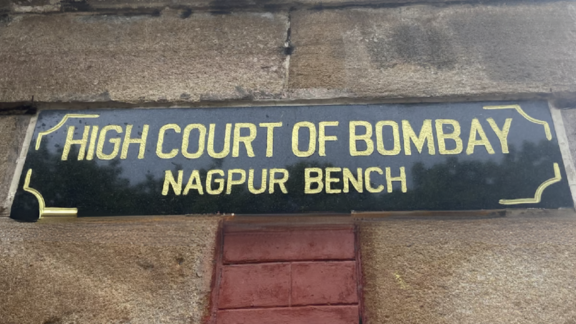 HIGH COURT OF BOMBAY
NAGPUR BENCH